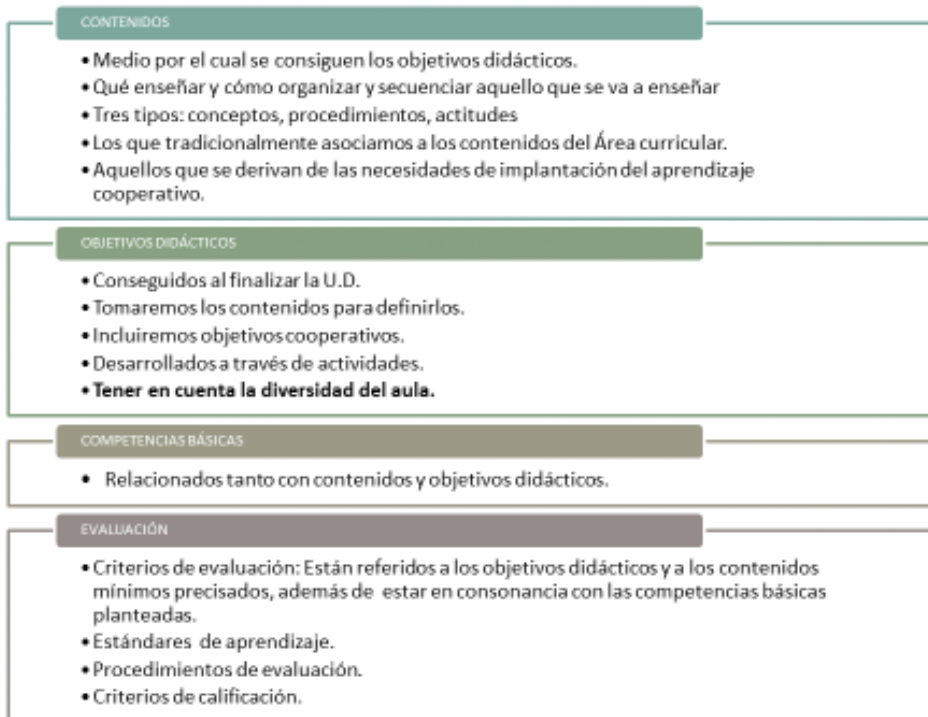 CONTENIDOS
• Medio por el cual se consiguen los objetivos didácticos.
• Qué enseñar y cómo organizar y secuenciar aquello que se va a enseñar
• Tres tipos: conceptos, procedimientos, actitudes
• Los que tradicionalmente asociamos a los contenidos del Área curricular.
• Aquellos que se derivan de las necesidades de implantación del aprendizaje
cooperativo.
OBJETIVOS DIDÁCTICOS
• Conseguidos al finalizar la U.D.
• Tomaremos los contenidos para definirlos.
• Incluiremos objetivos cooperativos.
• Desarrollados a través de actividades.
• Tener en cuenta la diversidad del aula.
COMPETENCIAS BÁSICAS
• Relacionados tanto con contenidos y objetivos didácticos.
EVALUACIÓN
• Criterios de evaluación: Están referidos a los objetivos didácticos y a los contenidos
mínimos precisados, además de estar en consonancia con las competencias básicas
planteadas.
• Estándares de aprendizaje.
• Procedimientos de evaluación.
• Criterios de calificación.